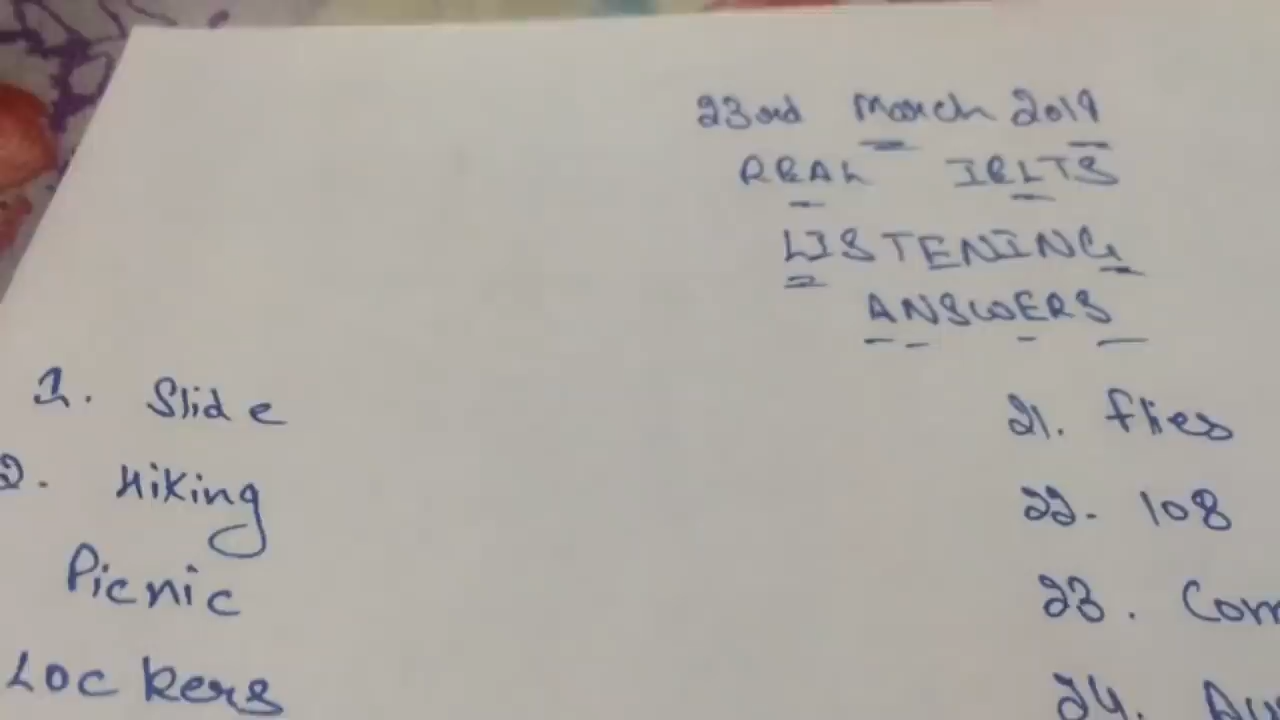 23rd March 2019
REAL IELTS
LISTENING
ANSWERS
1. Slide
2. Hiking
Picnic
Lockers
21. flies
22. 108
23.
24.